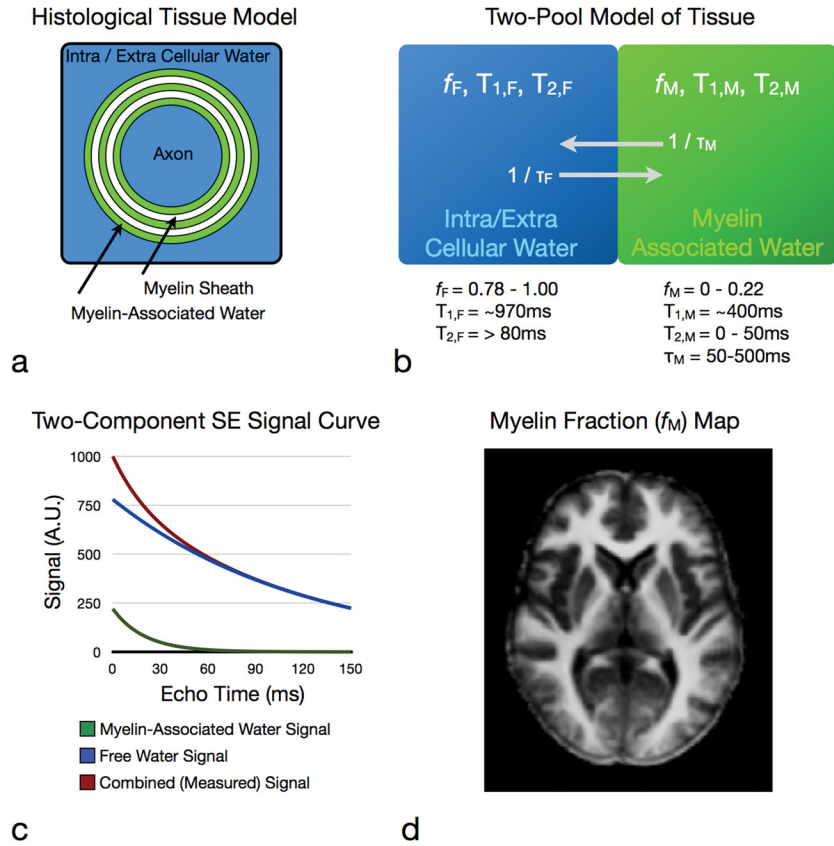 Histological Tissue Model
Intra / Extra Cellular Water
Axon
Myelin Sheath
Myelin-Associated Water
a
Two-Pool Model of Tissue
fF, T1,F, T2,F
fM, T1,M, T2,M
1 / τM
1 / τF
Intra/Extra
Cellular Water
Myelin
Associated Water
fF = 0.78 - 1.00
T1,F = ~970ms
T2,F = > 80ms
fM = 0 - 0.22
T1,M = ~400ms
T2,M = 0 - 50ms
τM = 50-500ms
b
Two-Component SE Signal Curve
Signal (A.U.)
1000
750
500
250
0
0 30 60 90 120 150
Echo Time (ms)
Myelin-Associated Water Signal
Free Water Signal
Combined (Measured) Signal
c
Myelin Fraction (fM) Map
d